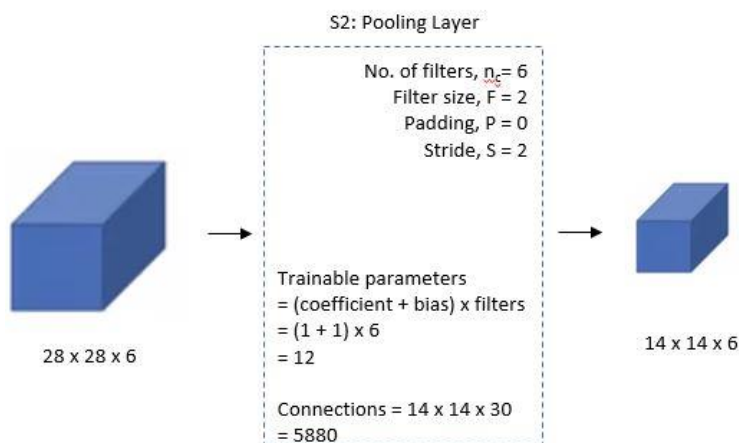 S2: Pooling Layer
No. of filters, nc= 6
Filter size, F = 2
Padding, P = 0
Stride, S = 2
Trainable parameters
= (coefficient + bias) x filters
= (1 + 1) x 6
= 12
Connections = 14 x 14 x 30
= 5880
28 x 28 x 6
14 x 14 x 6